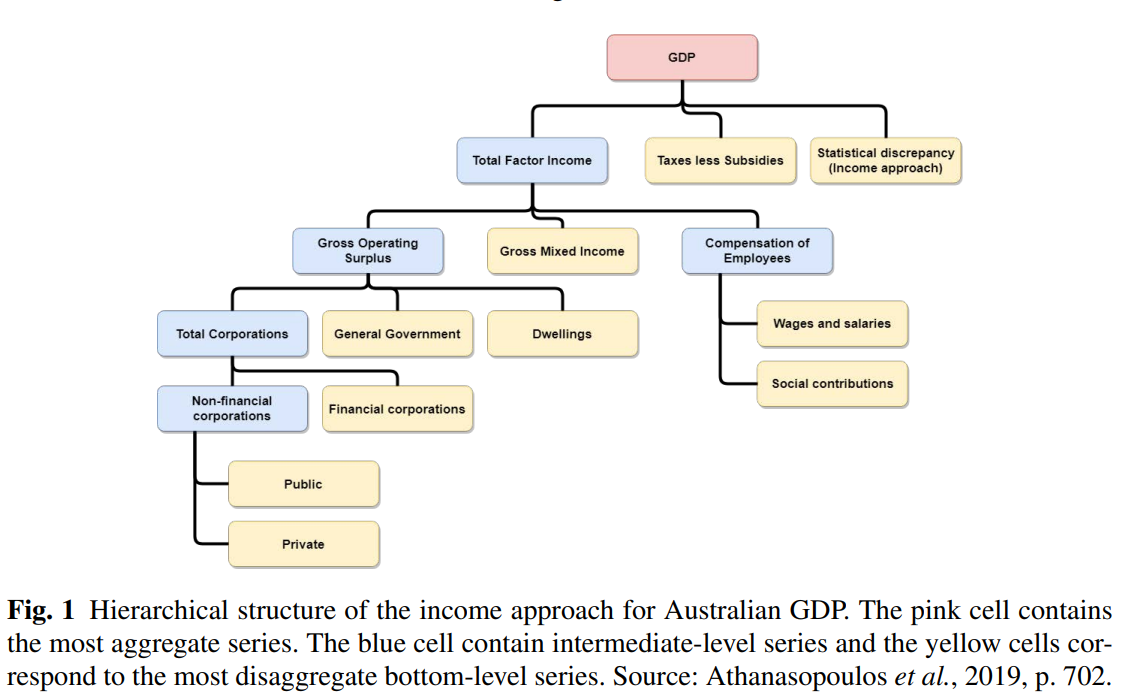 GDP
Total Factor Income
Taxes less Subsidies
Statistical discrepancy
(Income approach)
Gross Operating
Surplus
Gross Mixed Income
Compensation of
Employees
Total Corporations
General Government
Dwellings
Wages and salaries
Social contributions
Non-financial
corporations
Financial corporations
Public
Private
Fig. 1 Hierarchical structure of the income approach for Australian GDP. The pink cell contains
the most aggregate series. The blue cell contain intermediate-level series and the yellow cells cor-
respond to the most disaggregate bottom-level series. Source: Athanasopoulos et al., 2019, p. 702.